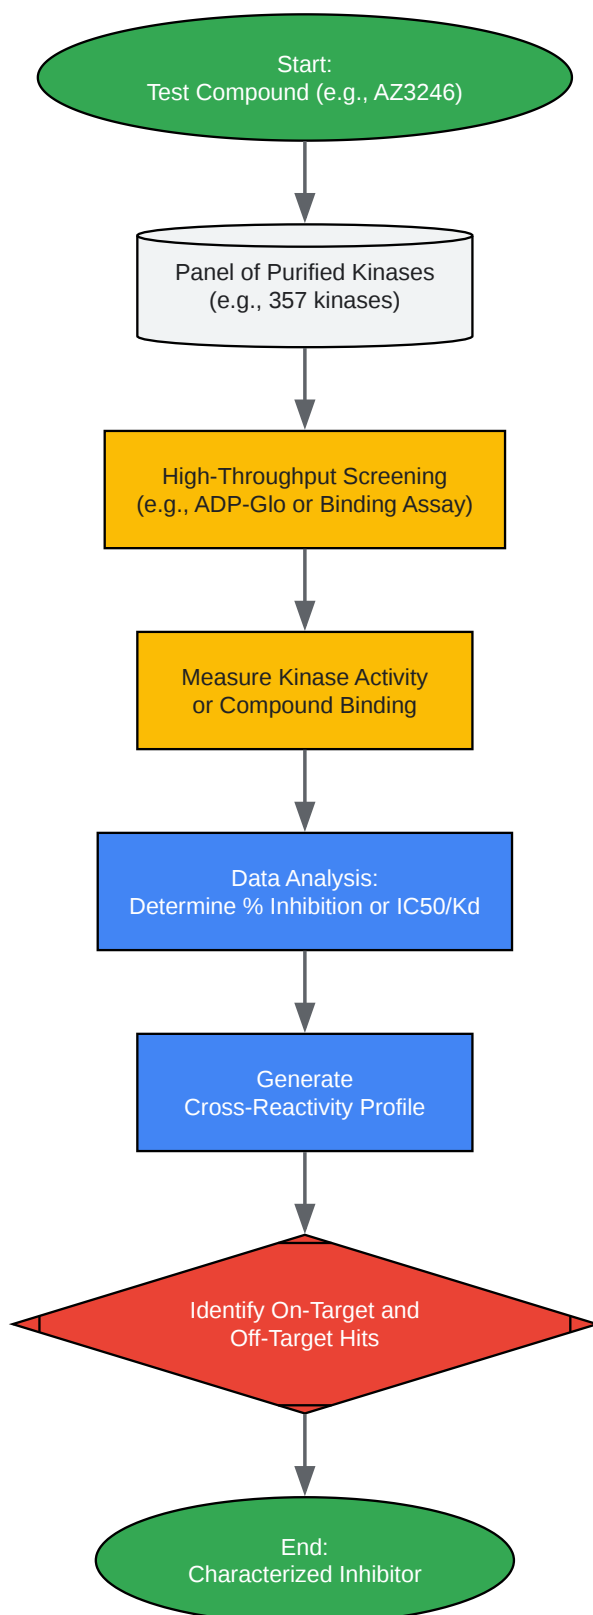 Start:
Test Compound (e.g., AZ3246)
Panel of Purified Kinases
(e.g., 357 kinases)
High-Throughput Screening
(e.g., ADP-Glo or Binding Assay)
Measure Kinase Activity
or Compound Binding
Data Analysis:
Determine % Inhibition or IC50/Kd
Generate
Cross-Reactivity Profile
Identify On-Target and
Off-Target Hits
End:
Characterized Inhibitor